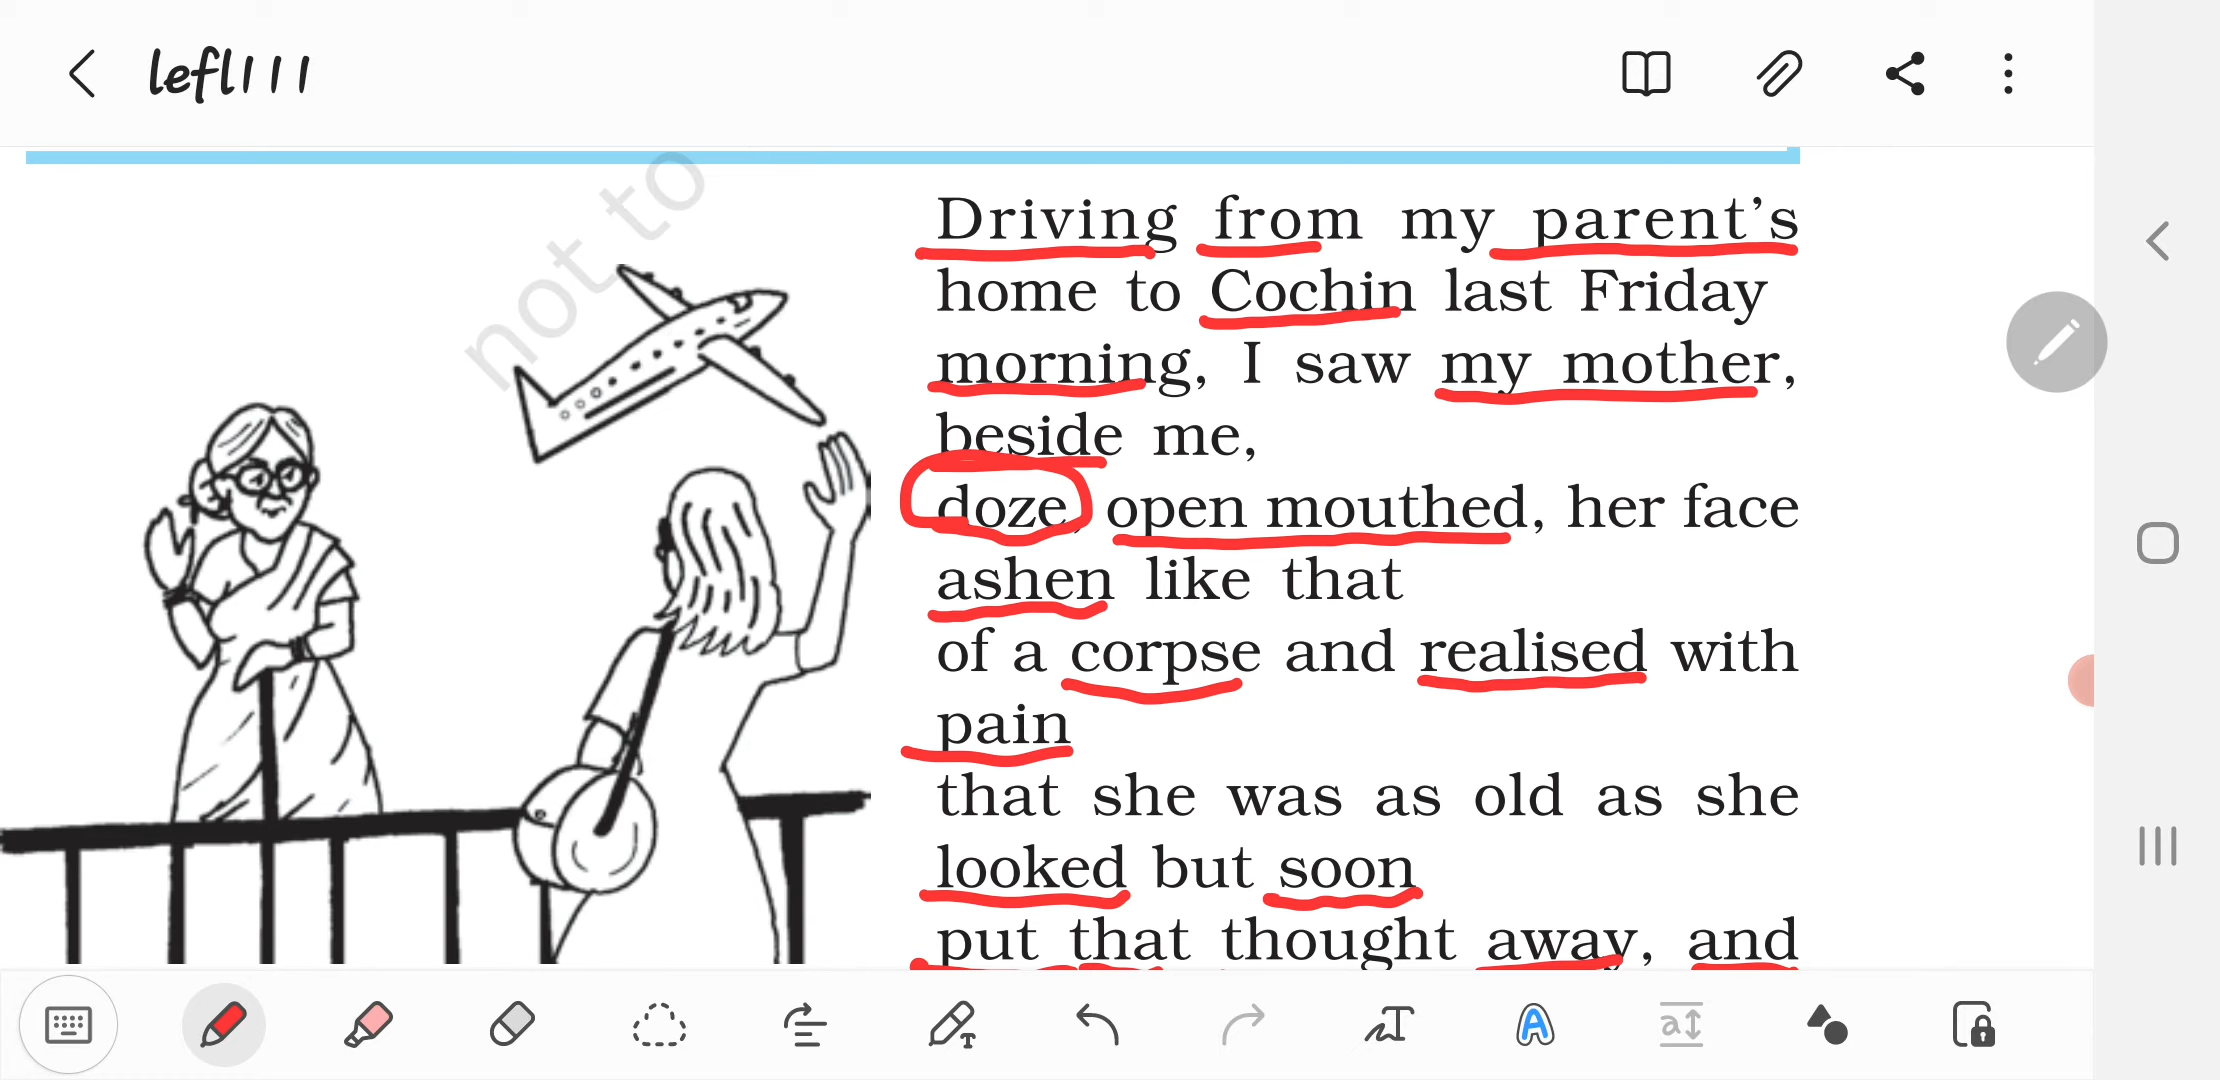 lefl111
not to
Driving from my parent's
home to Cochin last Friday
morning, I saw my mother,
beside me,
doze, open mouthed, her face
ashen like that
of a corpse and realised with
pain
that she was as old as she
looked but soon
put that thought away, and
T
T
A
a